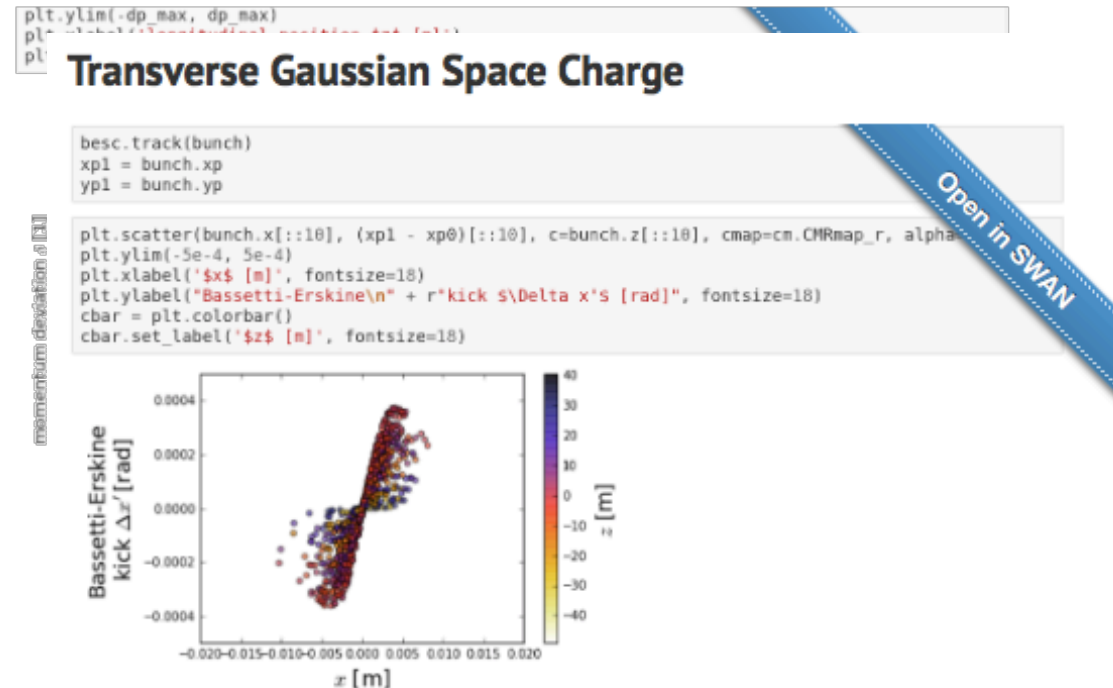 plt.ylim(-dp_max, dp_max)
Transverse Gaussian Space Charge
besc.track(bunch)
xp1 = bunch.xp
yp1 = bunch.yp
Open in SWAN
plt.scatter(bunch.x[::10], (xp1 - xp0)[::10], c=bunch.z[::10], cmap=cm.CMRmap_r, alpha=
plt.ylim(-5e-4, 5e-4)
plt.xlabel('$x$ [m]', fontsize=18)
plt.ylabel("Bassetti-Erskine\n" + r"kick $\Delta x'$ [rad]", fontsize=18)
cbar = plt.colorbar()
cbar.set_label('$z$ [m]', fontsize=18)
momentum deviation
Bassetti-Erskine
kick Δx′ [rad]
0.0004
0.0002
0.0000
−0.0002
−0.0004
−0.020 −0.015 −0.010 −0.005 0.000 0.005 0.010 0.015 0.020
x [m]
40
30
20
10
0
−10
−20
−30
−40
z [m]